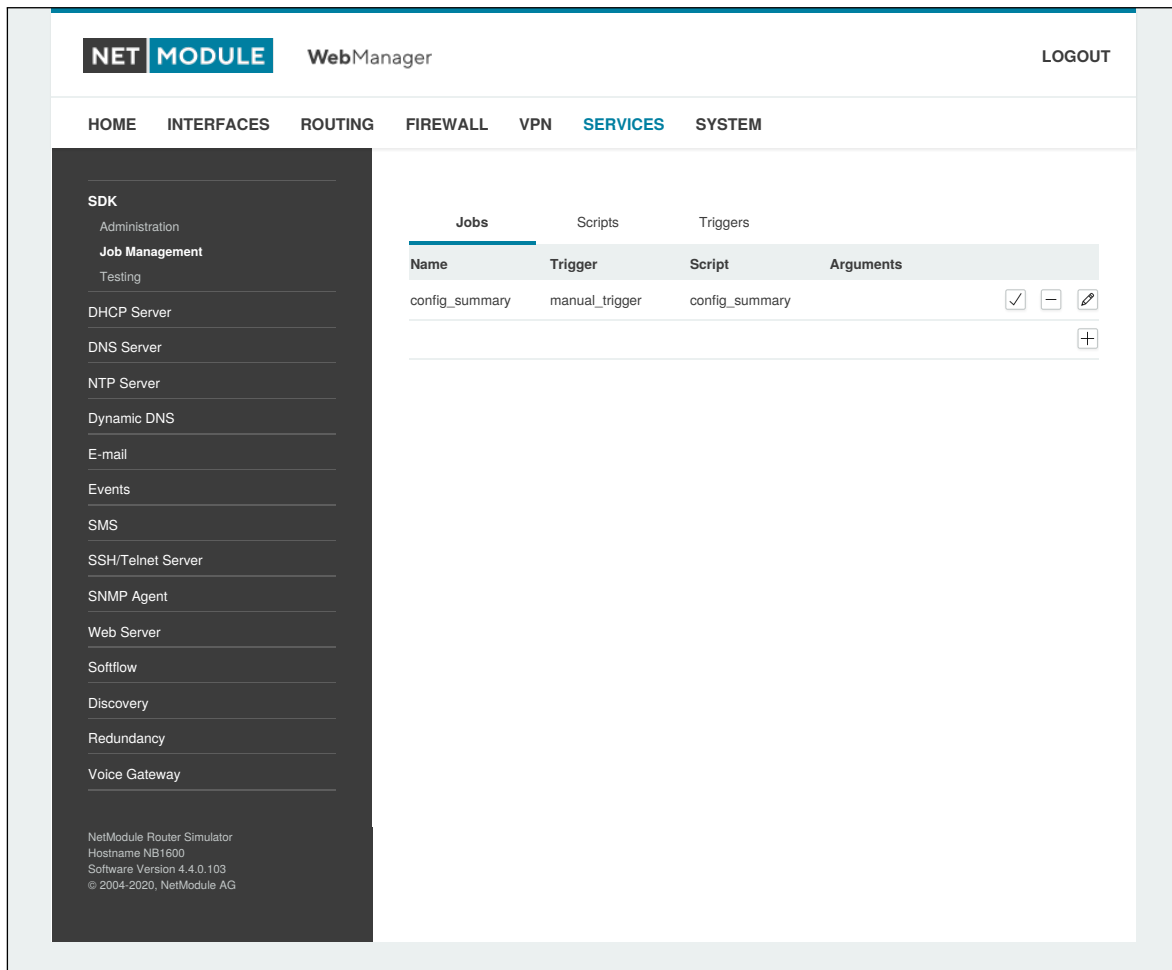 NET MODULE WebManager LOGOUT
HOME INTERFACES ROUTING FIREWALL VPN SERVICES SYSTEM
SDK
Administration
Job Management
Testing
DHCP Server
DNS Server
NTP Server
Dynamic DNS
E-mail
Events
SMS
SSH/Telnet Server
SNMP Agent
Web Server
Softflow
Discovery
Redundancy
Voice Gateway
NetModule Router Simulator
Hostname NB1600
Software Version 4.4.0.103
© 2004-2020, NetModule AG
Jobs Scripts Triggers
Name Trigger Script Arguments
config_summary manual_trigger config_summary